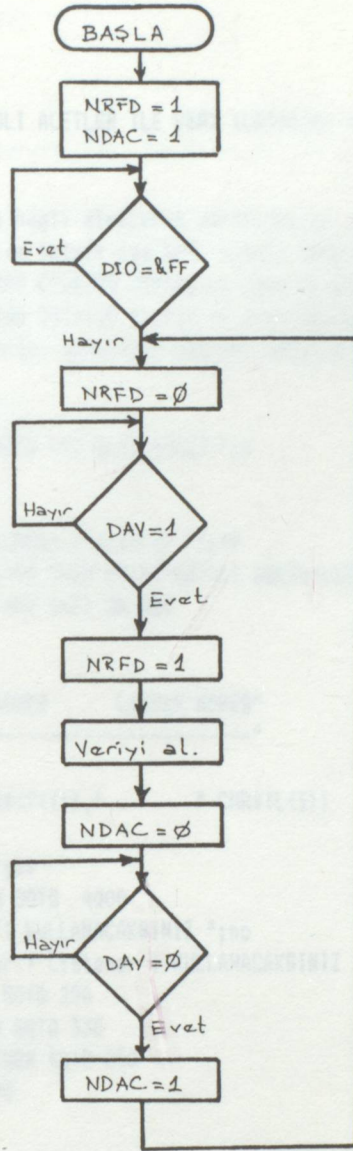 BAŞLA
NRFD = 1
NDAC = 1
Evet
DIO=&FF
Hayır
NRFD = Ø
Hayır
DAV=1
Evet
NRFD = 1
Veriyi al.
NDAC = Ø
Hayır
DAV=Ø
Evet
NDAC = 1